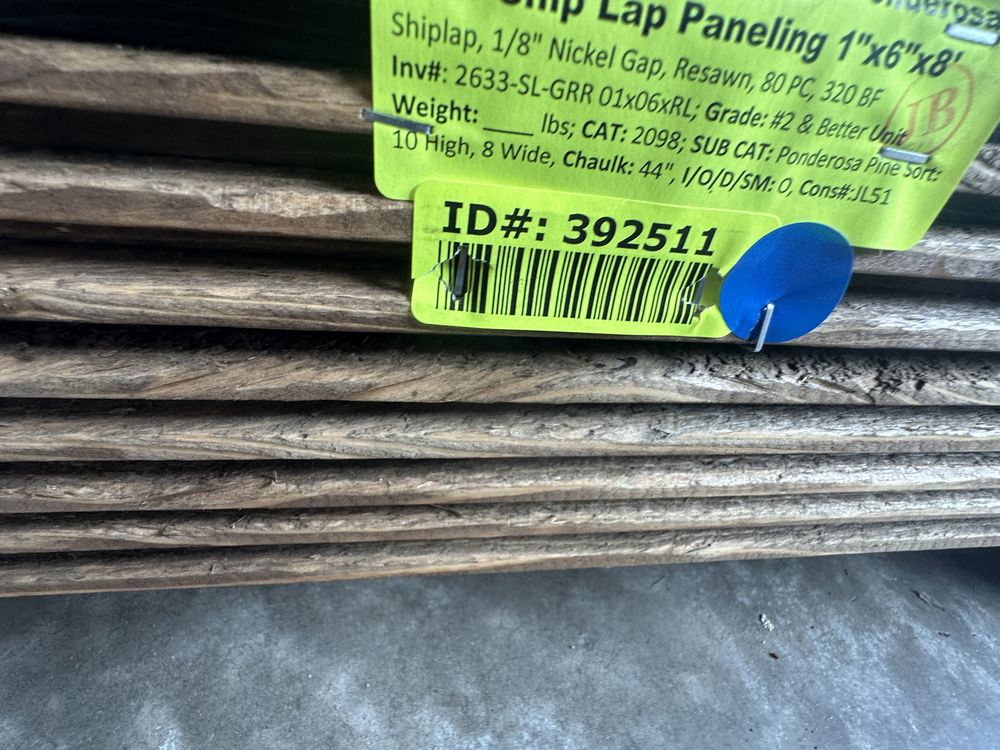 Ship Lap Paneling 1"x6"x8'
Shiplap, 1/8" Nickel Gap, Resawn, 80 PC, 320 BF
Inv#: 2633-SL-GRR 01x06xRL; Grade: #2 & Better Unit
Weight: ____ lbs; CAT: 2098; SUB CAT: Ponderosa Pine Sort:
10 High, 8 Wide, Chaulk: 44", I/O/D/SM: 0, Cons#:JL51
JB
ID#: 392511